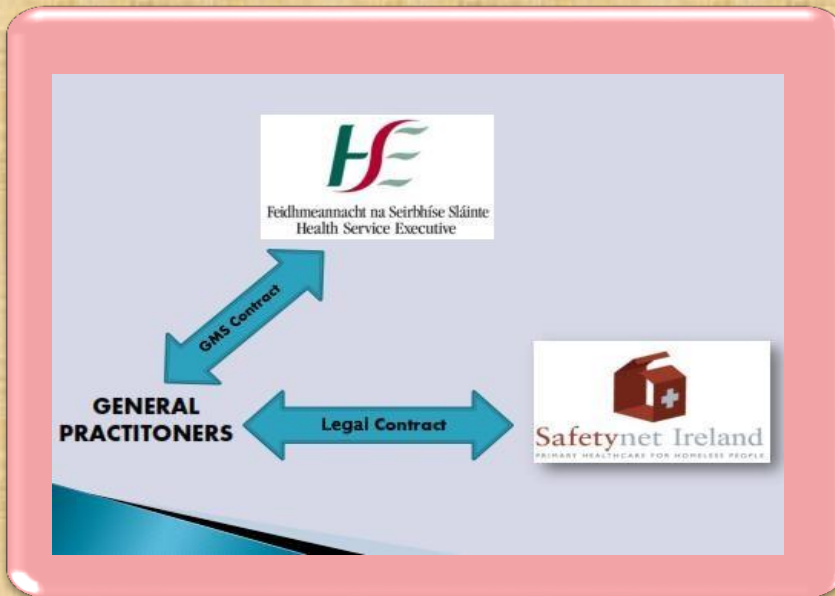 HSE
Feidhmeannacht na Seirbhíse Sláinte
Health Service Executive
GMS Contract
GENERAL
PRACTITONERS
Legal Contract
Safetynet Ireland
PRIMARY HEALTHCARE FOR HOMELESS PEOPLE